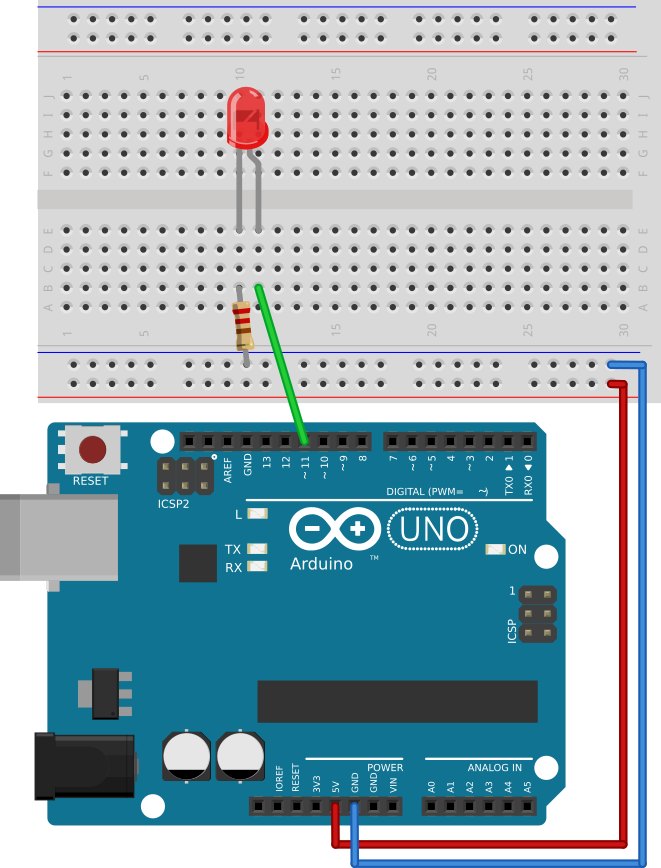 1 5 10 15 20 25 30
J J
I I
H H
G G
F F
E E
D D
C C
B B
A A
1 5 15 20 25 30
RESET
ICSP2
AREF
GND
13
12
~11
~10
~9
8
7
~6
~5
4
~3
2
TX0 ▶ 1
RX0 ◀ 0
DIGITAL (PWM= ~)
L
TX
RX
UNO
ON
Arduino
TM
1
ICSP
POWER
ANALOG IN
IOREF
RESET
3V3
5V
GND
GND
VIN
A0
A1
A2
A3
A4
A5